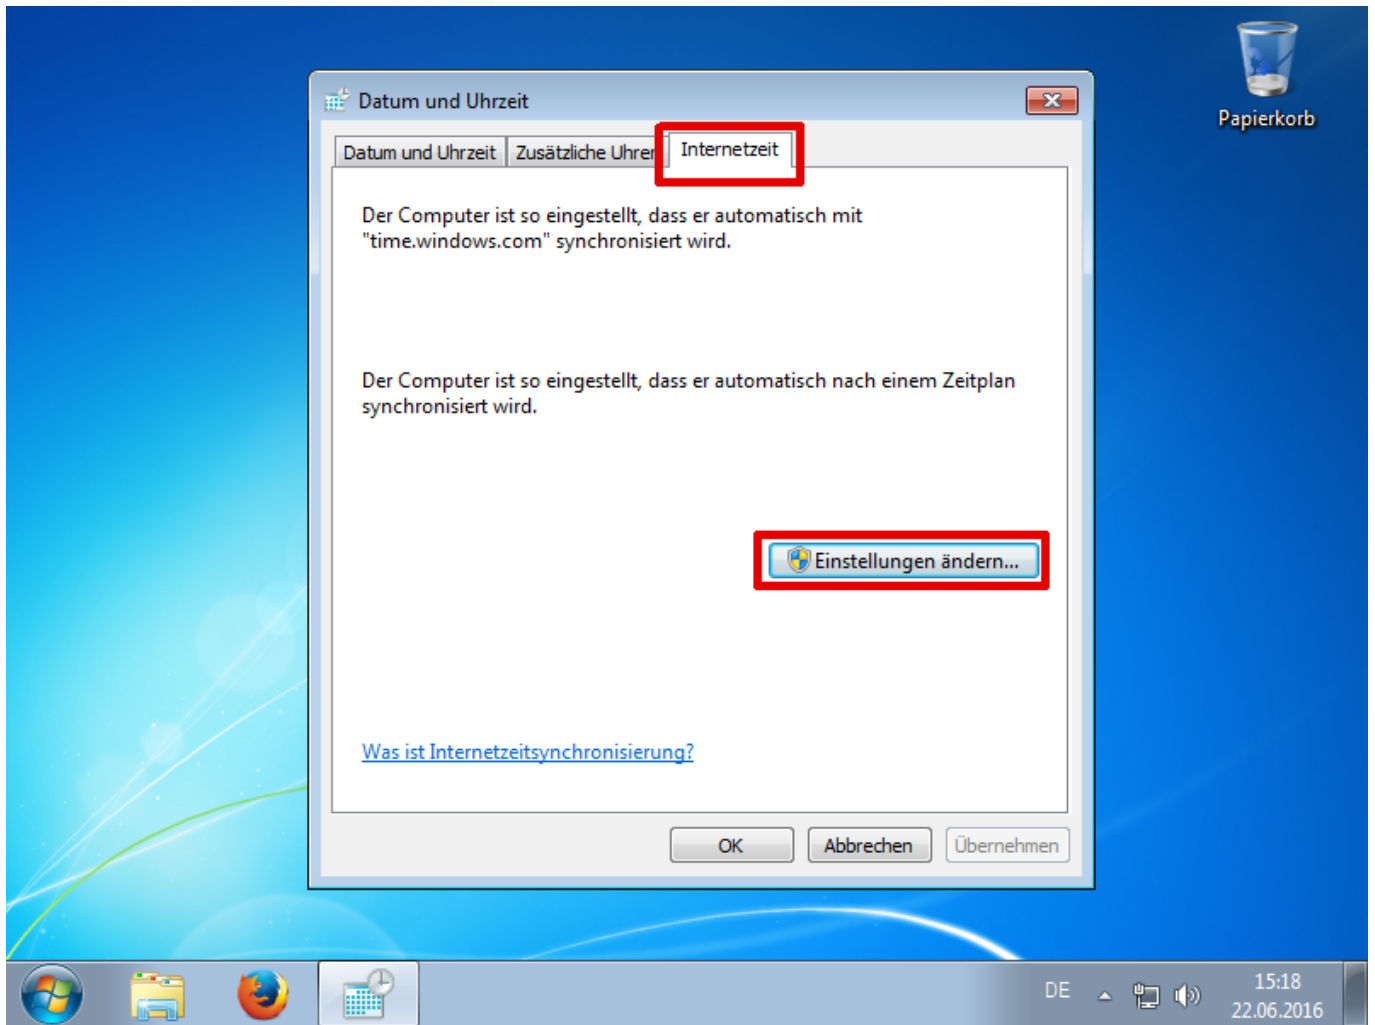 Papierkorb
Datum und Uhrzeit
Datum und Uhrzeit
Zusätzliche Uhren
Internetzeit
Der Computer ist so eingestellt, dass er automatisch mit
"time.windows.com" synchronisiert wird.
Der Computer ist so eingestellt, dass er automatisch nach einem Zeitplan
synchronisiert wird.
Einstellungen ändern...
Was ist Internetzeitsynchronisierung?
OK
Abbrechen
Übernehmen
DE
15:18
22.06.2016